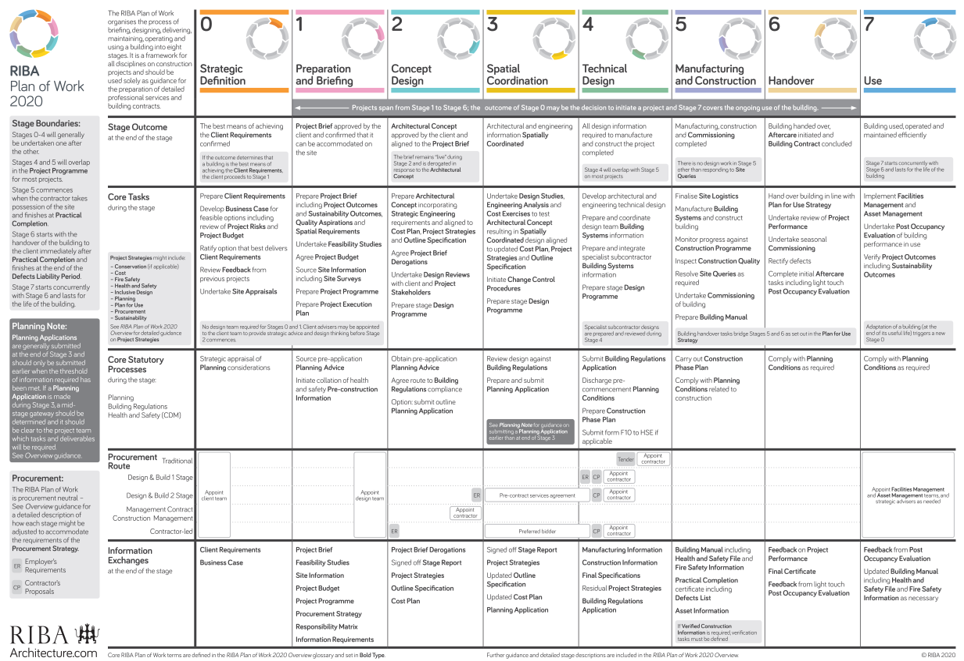 RIBA
Plan of Work
2020
The RIBA Plan of Work
organises the process of
briefing, designing, delivering,
maintaining, operating and
using a building into eight
stages. It is a framework for
all disciplines on construction
projects and should be
used solely as guidance for
the preparation of detailed
professional services and
building contracts.
0
Strategic
Definition
1
Preparation
and Briefing
2
Concept
Design
3
Spatial
Coordination
4
Technical
Design
5
Manufacturing
and Construction
6
Handover
7
Use
Projects span from Stage 1 to Stage 6; the outcome of Stage 0 may be the decision to initiate a project and Stage 7 covers the ongoing use of the building.
Stage Boundaries:
Stages 0-4 will generally
be undertaken one after
the other.
Stages 4 and 5 will overlap
in the Project Programme
for most projects.
Stage 5 commences
when the contractor takes
possession of the site
and finishes at Practical
Completion.
Stage 6 starts with the
handover of the building to
the client immediately after
Practical Completion and
finishes at the end of the
Defects Liability Period.
Stage 7 starts concurrently
with Stage 6 and lasts for
the life of the building.
Planning Note:
Planning Applications
are generally submitted
at the end of Stage 3 and
should only be submitted
earlier when the threshold
of information required has
been met. If a Planning
Application is made
during Stage 3, a mid-
stage gateway should be
determined and it should
be clear to the project team
which tasks and deliverables
will be required.
See Overview guidance.
Procurement:
The RIBA Plan of Work
is procurement neutral –
See Overview guidance for
a detailed description of
how each stage might be
adjusted to accommodate
the requirements of the
Procurement Strategy.
ER Employer's
Requirements
CP Contractor's
Proposals
Stage Outcome
at the end of the stage
The best means of achieving
the Client Requirements
confirmed
If the outcome determines that
a building is the best means of
achieving the Client Requirements,
the client proceeds to Stage 1
Project Brief approved by the
client and confirmed that it
can be accommodated on
the site
Architectural Concept
approved by the client and
aligned to the Project Brief
The brief remains "live" during
Stage 2 and is derogated in
response to the Architectural
Concept
Architectural and engineering
information Spatially
Coordinated
All design information
required to manufacture
and construct the project
completed
Stage 4 will overlap with Stage 5
on most projects
Manufacturing, construction
and Commissioning
completed
There is no design work in Stage 5
other than responding to Site
Queries
Building handed over,
Aftercare initiated and
Building Contract concluded
Building used, operated and
maintained efficiently
Stage 7 starts concurrently with
Stage 6 and lasts for the life of the
building
Core Tasks
during the stage
Project Strategies might include:
– Conservation (if applicable)
– Cost
– Fire Safety
– Health and Safety
– Inclusive Design
– Planning
– Plan for Use
– Procurement
– Sustainability
See RIBA Plan of Work 2020
Overview for detailed guidance
on Project Strategies
Prepare Client Requirements
Develop Business Case for
feasible options including
review of Project Risks and
Project Budget
Ratify option that best delivers
Client Requirements
Review Feedback from
previous projects
Undertake Site Appraisals
Prepare Project Brief
including Project Outcomes
and Sustainability Outcomes,
Quality Aspirations and
Spatial Requirements
Undertake Feasibility Studies
Agree Project Budget
Source Site Information
including Site Surveys
Prepare Project Programme
Prepare Project Execution
Plan
No design team required for Stages 0 and 1. Client advisers may be appointed
to the client team to provide strategic advice and design thinking before Stage
2 commences.
Prepare Architectural
Concept incorporating
Strategic Engineering
requirements and aligned to
Cost Plan, Project Strategies
and Outline Specification
Agree Project Brief
Derogations
Undertake Design Reviews
with client and Project
Stakeholders
Prepare stage Design
Programme
Undertake Design Studies,
Engineering Analysis and
Cost Exercises to test
Architectural Concept
resulting in Spatially
Coordinated design aligned
to updated Cost Plan, Project
Strategies and Outline
Specification
Initiate Change Control
Procedures
Prepare stage Design
Programme
Develop architectural and
engineering technical design
Prepare and coordinate
design team Building
Systems information
Prepare and integrate
specialist subcontractor
Building Systems
information
Prepare stage Design
Programme
Specialist subcontractor designs
are prepared and reviewed during
Stage 4
Finalise Site Logistics
Manufacture Building
Systems and construct
building
Monitor progress against
Construction Programme
Inspect Construction Quality
Resolve Site Queries as
required
Undertake Commissioning
of building
Prepare Building Manual
Building handover tasks bridge Stages 5 and 6 as set out in the Plan for Use
Strategy
Hand over building in line with
Plan for Use Strategy
Undertake review of Project
Performance
Undertake seasonal
Commissioning
Rectify defects
Complete initial Aftercare
tasks including light touch
Post Occupancy Evaluation
Implement Facilities
Management and
Asset Management
Undertake Post Occupancy
Evaluation of building
performance in use
Verify Project Outcomes
including Sustainability
Outcomes
Adaptation of a building (at the
end of its useful life) triggers a new
Stage 0
Core Statutory
Processes
during the stage:
Planning
Building Regulations
Health and Safety (CDM)
Strategic appraisal of
Planning considerations
Source pre-application
Planning Advice
Initiate collation of health
and safety Pre-construction
Information
Obtain pre-application
Planning Advice
Agree route to Building
Regulations compliance
Option: submit outline
Planning Application
Review design against
Building Regulations
Prepare and submit
Planning Application
See Planning Note for guidance on
submitting a Planning Application
earlier than at end of Stage 3
Submit Building Regulations
Application
Discharge pre-
commencement Planning
Conditions
Prepare Construction
Phase Plan
Submit form F10 to HSE if
applicable
Carry out Construction
Phase Plan
Comply with Planning
Conditions related to
construction
Comply with Planning
Conditions as required
Comply with Planning
Conditions as required
Procurement
Route
Traditional
Tender
Appoint
contractor
Design & Build 1 Stage
ER CP
Appoint
contractor
Design & Build 2 Stage
Appoint
client team
Appoint
design team
ER
Pre-contract services agreement
CP
Appoint
contractor
Management Contract
Construction Management
Appoint
contractor
Contractor-led
ER
Preferred bidder
CP
Appoint
contractor
Appoint Facilities Management
and Asset Management teams, and
strategic advisers as needed
Information
Exchanges
at the end of the stage
Client Requirements
Business Case
Project Brief
Feasibility Studies
Site Information
Project Budget
Project Programme
Procurement Strategy
Responsibility Matrix
Information Requirements
Project Brief Derogations
Signed off Stage Report
Project Strategies
Outline Specification
Cost Plan
Signed off Stage Report
Project Strategies
Updated Outline
Specification
Updated Cost Plan
Planning Application
Manufacturing Information
Construction Information
Final Specifications
Residual Project Strategies
Building Regulations
Application
Building Manual including
Health and Safety File and
Fire Safety Information
Practical Completion
certificate including
Defects List
Asset Information
If Verified Construction
Information is required, verification
tasks must be defined
Feedback on Project
Performance
Final Certificate
Feedback from light touch
Post Occupancy Evaluation
Feedback from Post
Occupancy Evaluation
Updated Building Manual
including Health and
Safety File and Fire Safety
Information as necessary
RIBA
Architecture.com
Core RIBA Plan of Work terms are defined in the RIBA Plan of Work 2020 Overview glossary and set in Bold Type.
Further guidance and detailed stage descriptions are included in the RIBA Plan of Work 2020 Overview.
© RIBA 2020